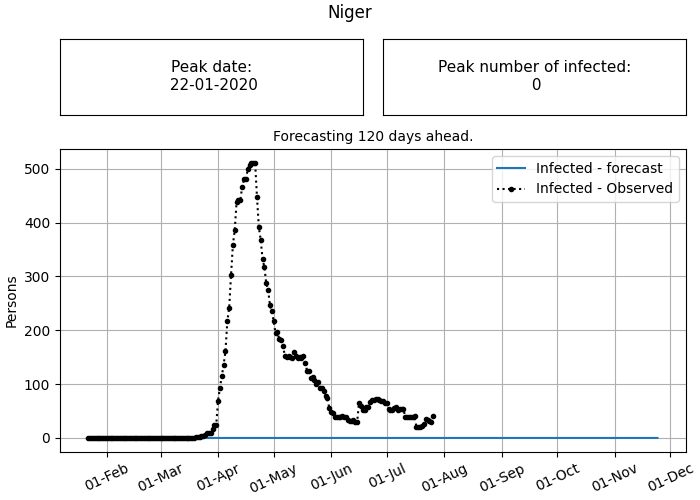 Niger
Peak date:
22-01-2020
Peak number of infected:
0
Forecasting 120 days ahead.
Infected - forecast
Infected - Observed
Persons
500
400
300
200
100
0
01-Feb
01-Mar
01-Apr
01-May
01-Jun
01-Jul
01-Aug
01-Sep
01-Oct
01-Nov
01-Dec